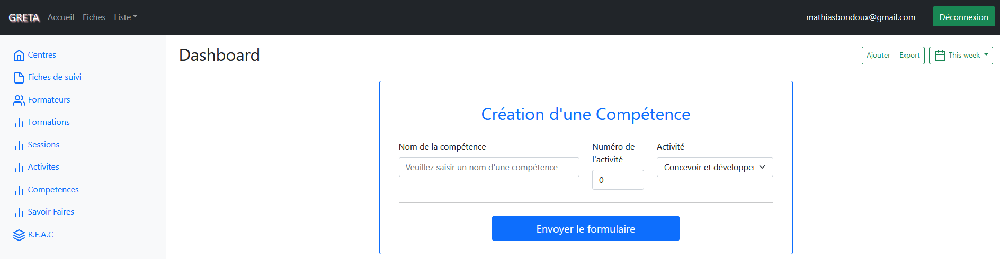 GRETA Accueil Fiches Liste mathiasbondoux@gmail.com Déconnexion
Centres
Fiches de suivi
Formateurs
Formations
Sessions
Activites
Competences
Savoir Faires
R.E.A.C
Dashboard
Ajouter Export This week
Création d'une Compétence
Nom de la compétence
Veuillez saisir un nom d'une compétence
Numéro de
l'activité
0
Activité
Concevoir et développer
Envoyer le formulaire